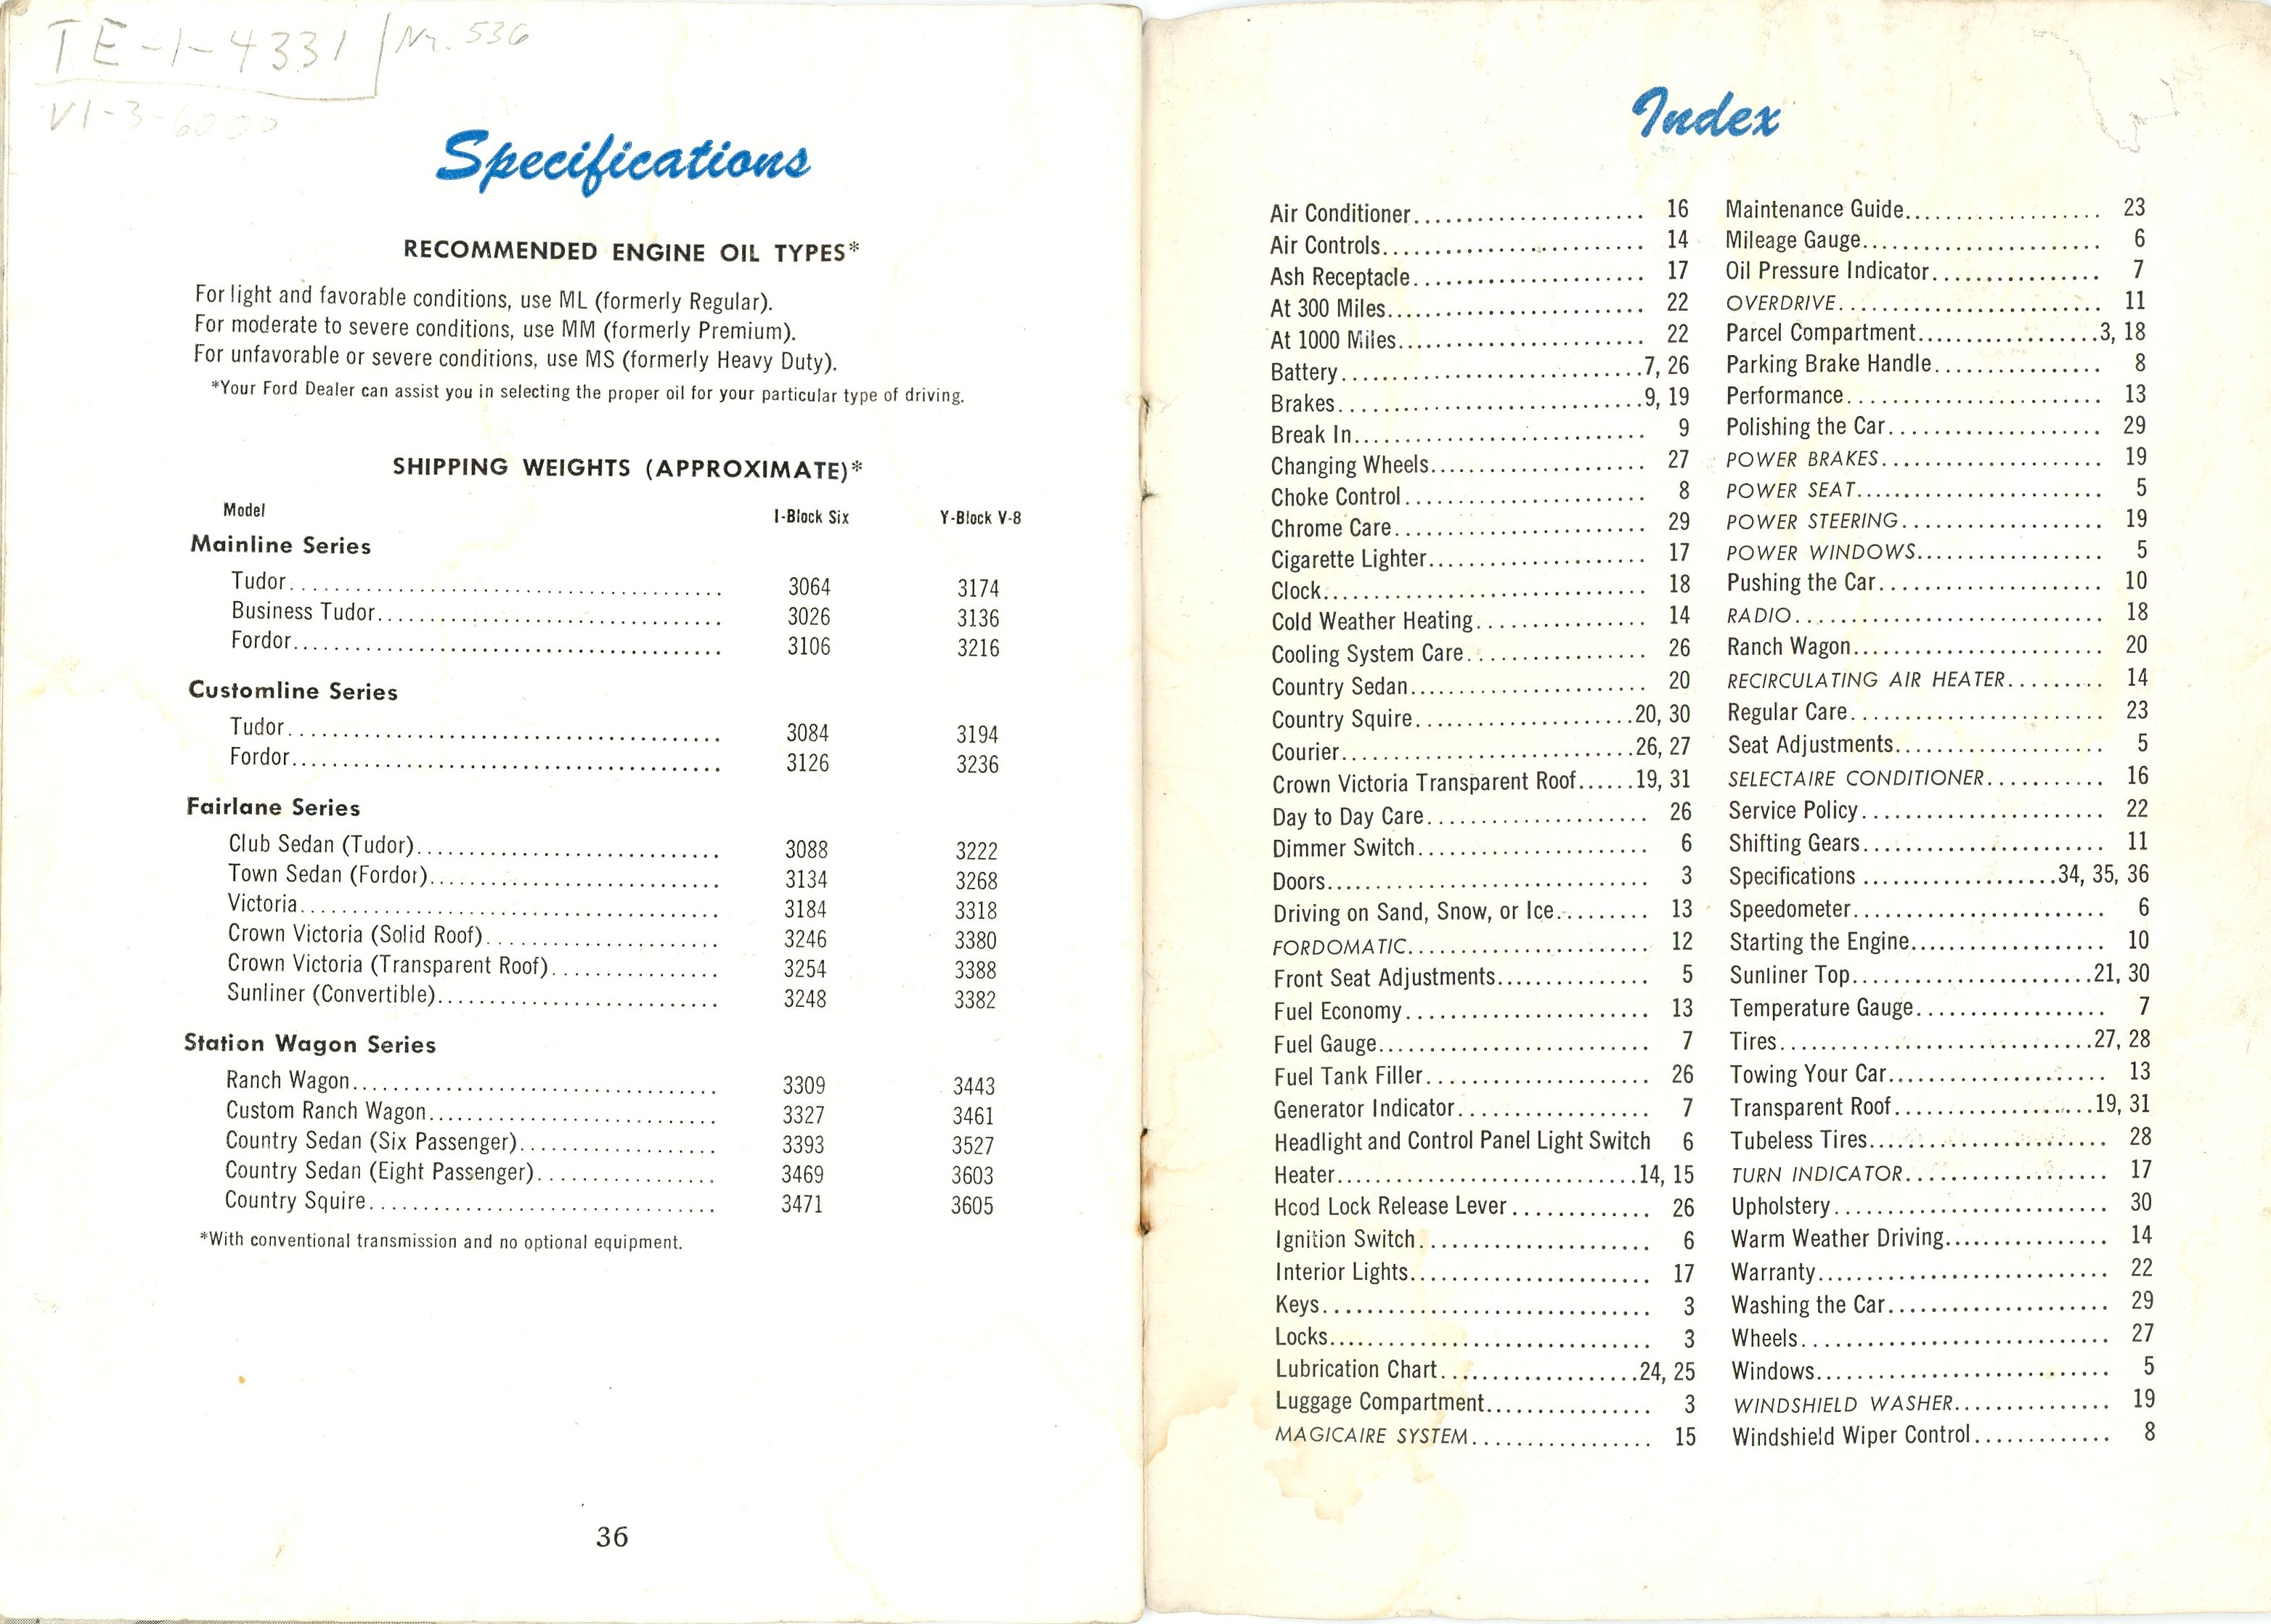 TE-1-4331 Nr. 536
V1-3-6000
Specifications
RECOMMENDED ENGINE OIL TYPES*
For light and favorable conditions, use ML (formerly Regular).
For moderate to severe conditions, use MM (formerly Premium).
For unfavorable or severe conditions, use MS (formerly Heavy Duty).
*Your Ford Dealer can assist you in selecting the proper oil for your particular type of driving.
SHIPPING WEIGHTS (APPROXIMATE)*
Model I-Block Six Y-Block V-8
Mainline Series
Tudor 3064 3174
Business Tudor 3026 3136
Fordor 3106 3216
Customline Series
Tudor 3084 3194
Fordor 3126 3236
Fairlane Series
Club Sedan (Tudor) 3088 3222
Town Sedan (Fordor) 3134 3268
Victoria 3184 3318
Crown Victoria (Solid Roof) 3246 3380
Crown Victoria (Transparent Roof) 3254 3388
Sunliner (Convertible) 3248 3382
Station Wagon Series
Ranch Wagon 3309 3443
Custom Ranch Wagon 3327 3461
Country Sedan (Six Passenger) 3393 3527
Country Sedan (Eight Passenger) 3469 3603
Country Squire 3471 3605
*With conventional transmission and no optional equipment.
36
Index
Air Conditioner 16
Air Controls 14
Ash Receptacle 17
At 300 Miles 22
At 1000 Miles 22
Battery 7, 26
Brakes 9, 19
Break In 9
Changing Wheels 27
Choke Control 8
Chrome Care 29
Cigarette Lighter 17
Clock 18
Cold Weather Heating 14
Cooling System Care 26
Country Sedan 20
Country Squire 20, 30
Courier 26, 27
Crown Victoria Transparent Roof 19, 31
Day to Day Care 26
Dimmer Switch 6
Doors 3
Driving on Sand, Snow, or Ice 13
FORDOMATIC 12
Front Seat Adjustments 5
Fuel Economy 13
Fuel Gauge 7
Fuel Tank Filler 26
Generator Indicator 7
Headlight and Control Panel Light Switch 6
Heater 14, 15
Hood Lock Release Lever 26
Ignition Switch 6
Interior Lights 17
Keys 3
Locks 3
Lubrication Chart 24, 25
Luggage Compartment 3
MAGICAIRE SYSTEM 15
Maintenance Guide 23
Mileage Gauge 6
Oil Pressure Indicator 7
OVERDRIVE 11
Parcel Compartment 3, 18
Parking Brake Handle 8
Performance 13
Polishing the Car 29
POWER BRAKES 19
POWER SEAT 5
POWER STEERING 19
POWER WINDOWS 5
Pushing the Car 10
RADIO 18
Ranch Wagon 20
RECIRCULATING AIR HEATER 14
Regular Care 23
Seat Adjustments 5
SELECTAIRE CONDITIONER 16
Service Policy 22
Shifting Gears 11
Specifications 34, 35, 36
Speedometer 6
Starting the Engine 10
Sunliner Top 21, 30
Temperature Gauge 7
Tires 27, 28
Towing Your Car 13
Transparent Roof 19, 31
Tubeless Tires 28
TURN INDICATOR 17
Upholstery 30
Warm Weather Driving 14
Warranty 22
Washing the Car 29
Wheels 27
Windows 5
WINDSHIELD WASHER 19
Windshield Wiper Control 8